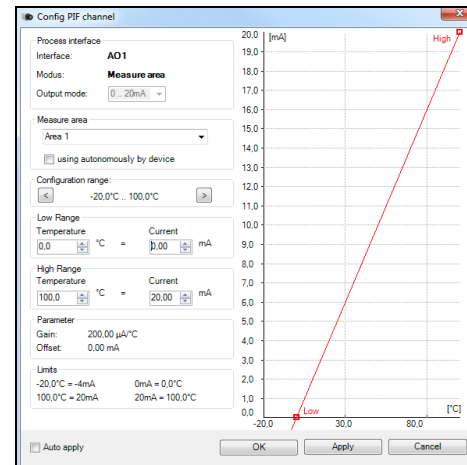 Config PIF channel
Process interface
Interface: AO1
Modus: Measure area
Output mode: 0 .. 20mA
Measure area
Area 1
using autonomously by device
Configuration range:
< -20,0°C .. 100,0°C >
Low Range
Temperature Current
0,0 °C = 0,00 mA
High Range
Temperature Current
100,0 °C = 20,00 mA
Parameter
Gain: 200,00 µA/°C
Offset: 0,00 mA
Limits
-20,0°C = -4mA 0mA = 0,0°C
100,0°C = 20mA 20mA = 100,0°C
Auto apply
OK Apply Cancel
20,0 [mA] High
19,0
18,0
17,0
16,0
15,0
14,0
13,0
12,0
11,0
10,0
9,0
8,0
7,0
6,0
5,0
4,0
3,0
2,0
1,0
0,0 Low [°C]
-20,0 30,0 80,0